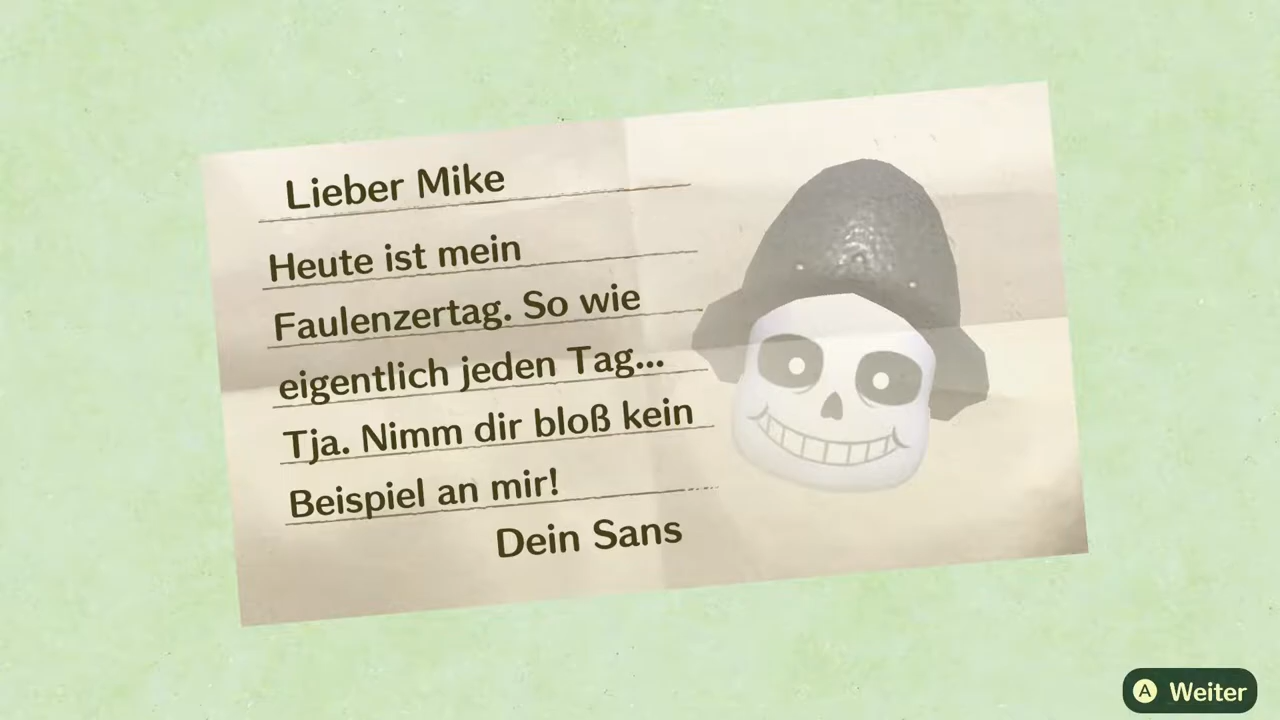 Lieber Mike
Heute ist mein
Faulenzertag. So wie
eigentlich jeden Tag...
Tja. Nimm dir bloß kein
Beispiel an mir!
Dein Sans
A Weiter